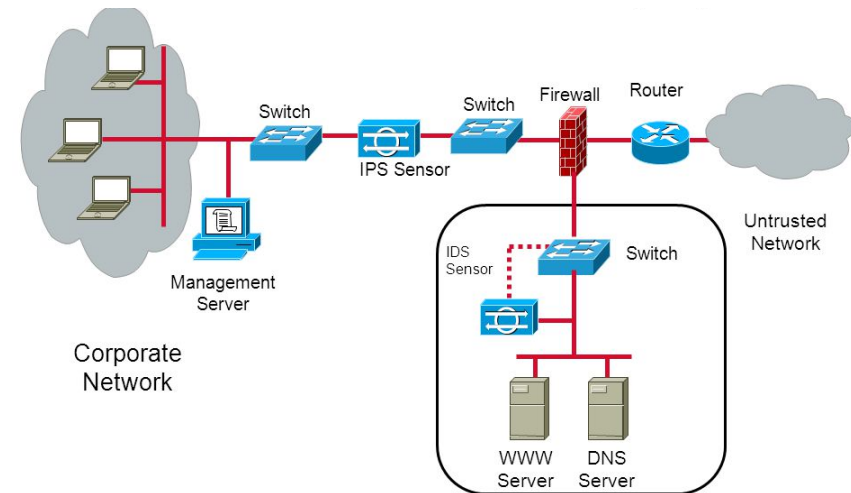 Switch
IPS Sensor
Switch
Firewall
Router
Untrusted
Network
Management
Server
Corporate
Network
IDS
Sensor
Switch
WWW
Server
DNS
Server